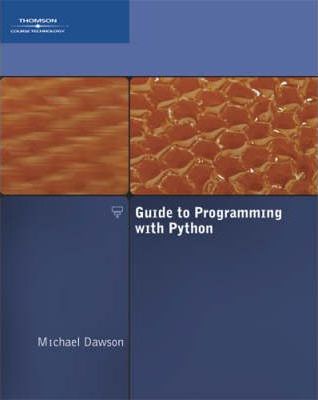 THOMSON
COURSE TECHNOLOGY
Guide to Programming
with Python
Michael Dawson